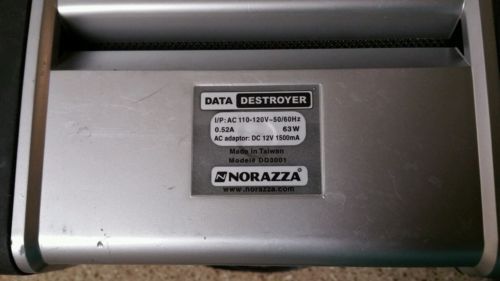 DATA DESTROYER
I/P: AC 110-120V~50/60Hz
0.52A 63W
AC adaptor: DC 12V 1500mA
Made in Taiwan
Model# DD3001
NORAZZA
www.norazza.com